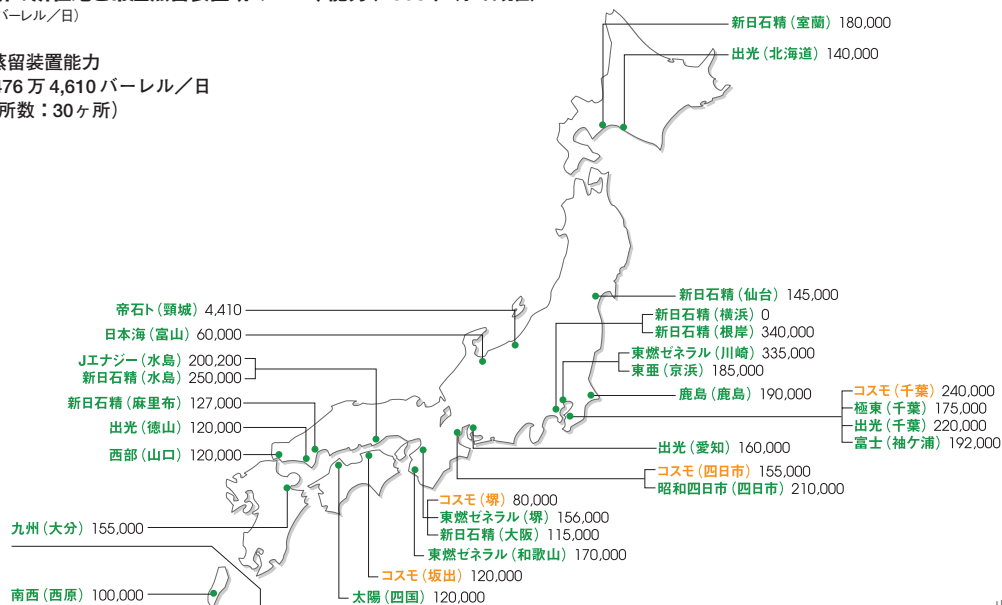 バーレル／日）
蒸留装置能力
476万4,610バーレル／日
所数：30ヶ所）
新日石精（室蘭） 180,000
出光（北海道） 140,000
新日石精（仙台） 145,000
新日石精（横浜） 0
新日石精（根岸） 340,000
東燃ゼネラル（川崎） 335,000
東亜（京浜） 185,000
鹿島（鹿島） 190,000
コスモ（千葉） 240,000
極東（千葉） 175,000
出光（千葉） 220,000
富士（袖ケ浦） 192,000
出光（愛知） 160,000
コスモ（四日市） 155,000
昭和四日市（四日市） 210,000
帝石ト（頸城） 4,410
日本海（富山） 60,000
Jエナジー（水島） 200,200
新日石精（水島） 250,000
新日石精（麻里布） 127,000
出光（徳山） 120,000
西部（山口） 120,000
コスモ（堺） 80,000
東燃ゼネラル（堺） 156,000
新日石精（大阪） 115,000
東燃ゼネラル（和歌山） 170,000
コスモ（坂出） 120,000
太陽（四国） 120,000
九州（大分） 155,000
南西（西原） 100,000